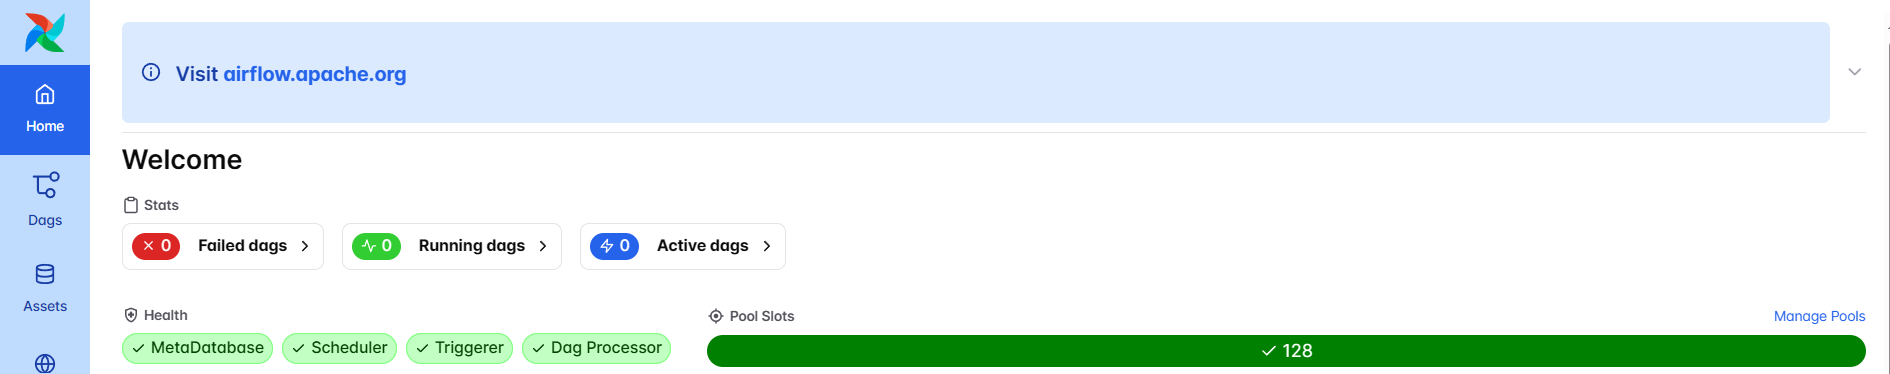 Visit airflow.apache.org
Home
Welcome
Dags
Stats
0 Failed dags
0 Running dags
0 Active dags
Assets
Health
Pool Slots
Manage Pools
MetaDatabase
Scheduler
Triggerer
Dag Processor
128